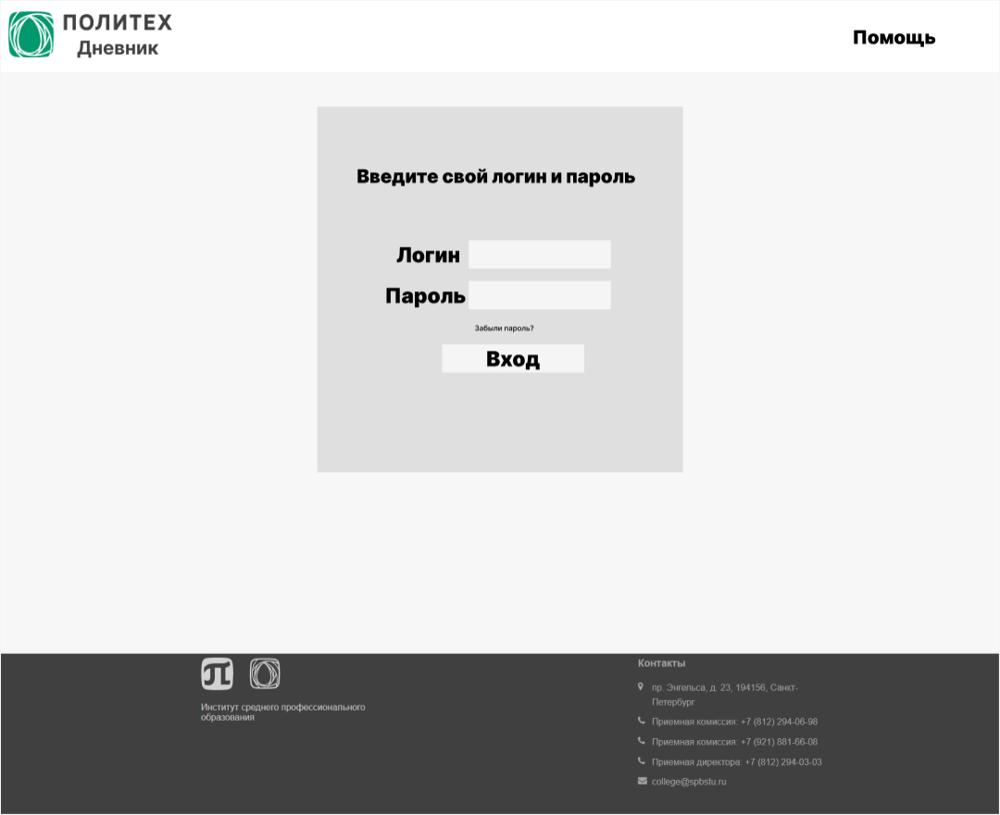 ПОЛИТЕХ
Дневник
Помощь
Введите свой логин и пароль
Логин
Пароль
Забыли пароль?
Вход
Институт среднего профессионального
образования
Контакты
пр. Энгельса, д. 23, 194156, Санкт-
Петербург
Приемная комиссия: +7 (812) 294-06-98
Приемная комиссия: +7 (921) 881-66-08
Приемная директора: +7 (812) 294-03-03
college@spbstu.ru